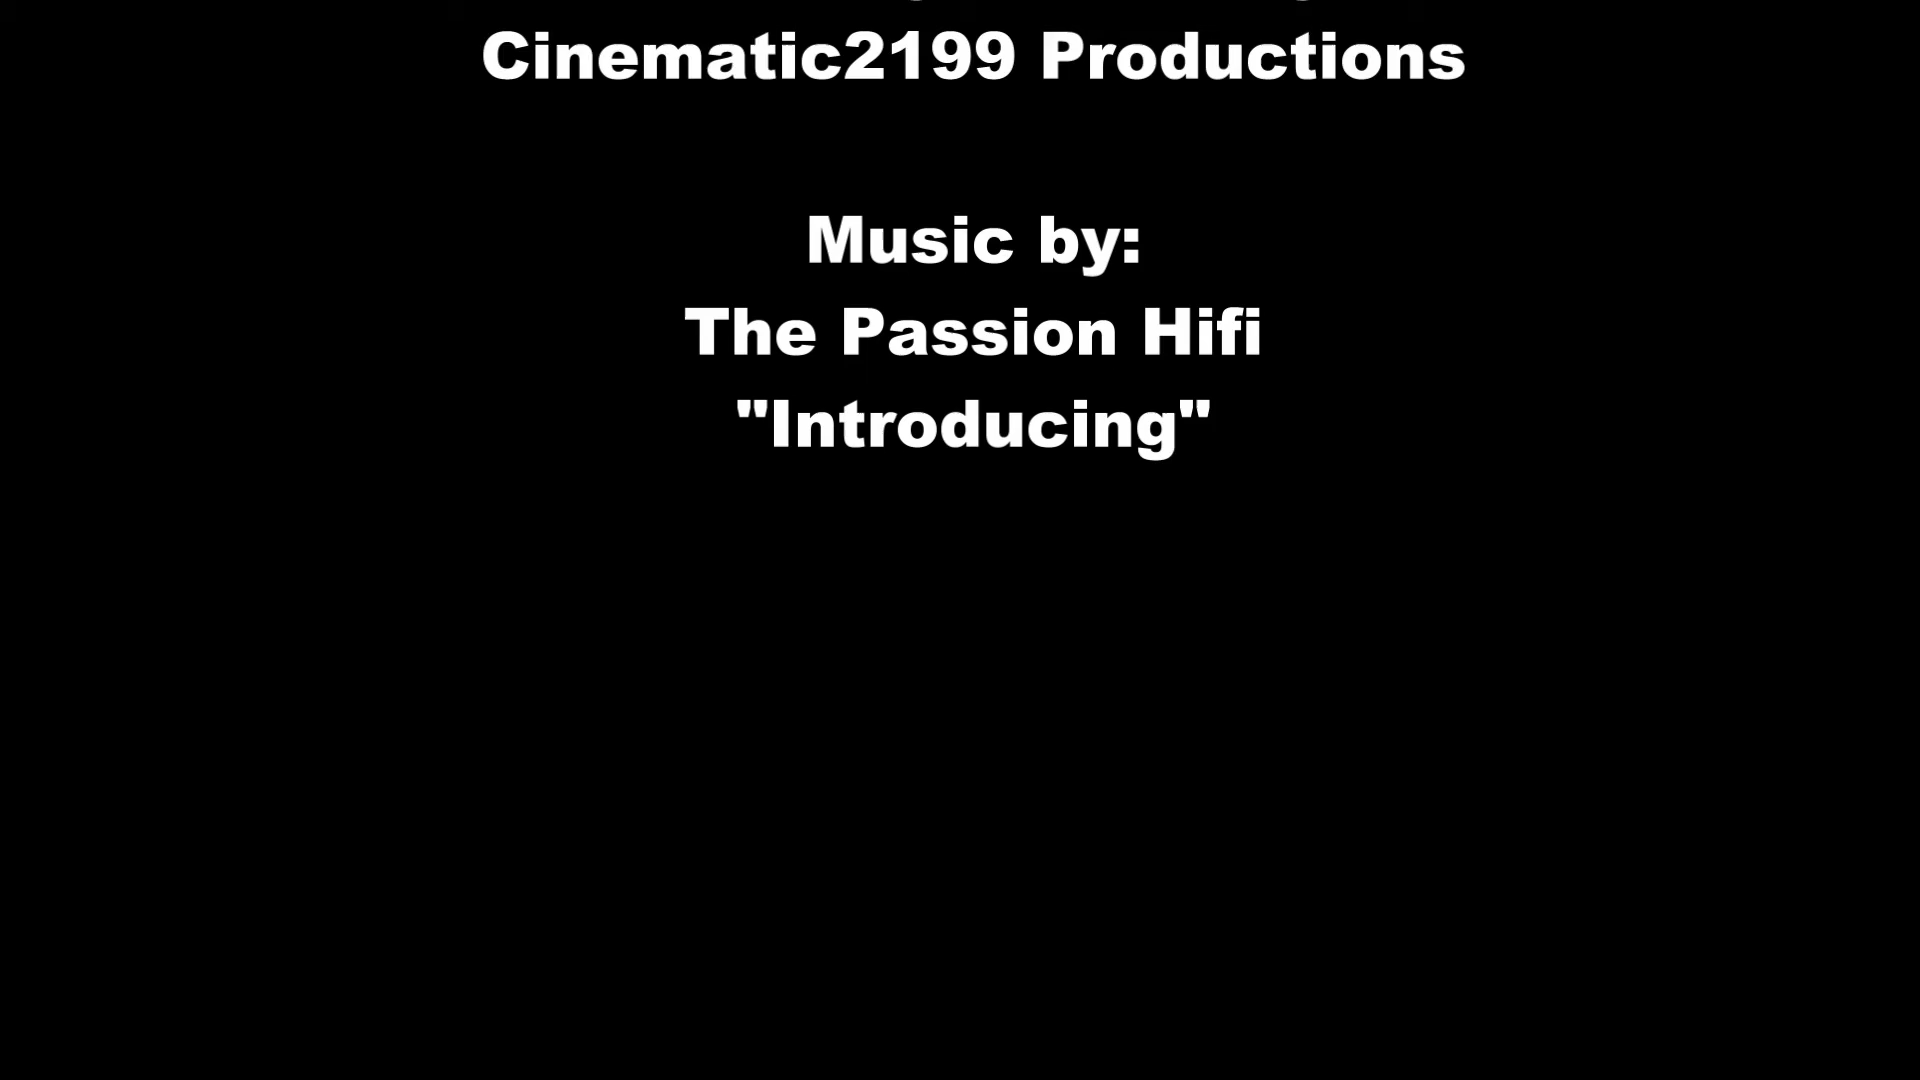 Cinematic2199 Productions
Music by:
The Passion Hifi
"Introducing"